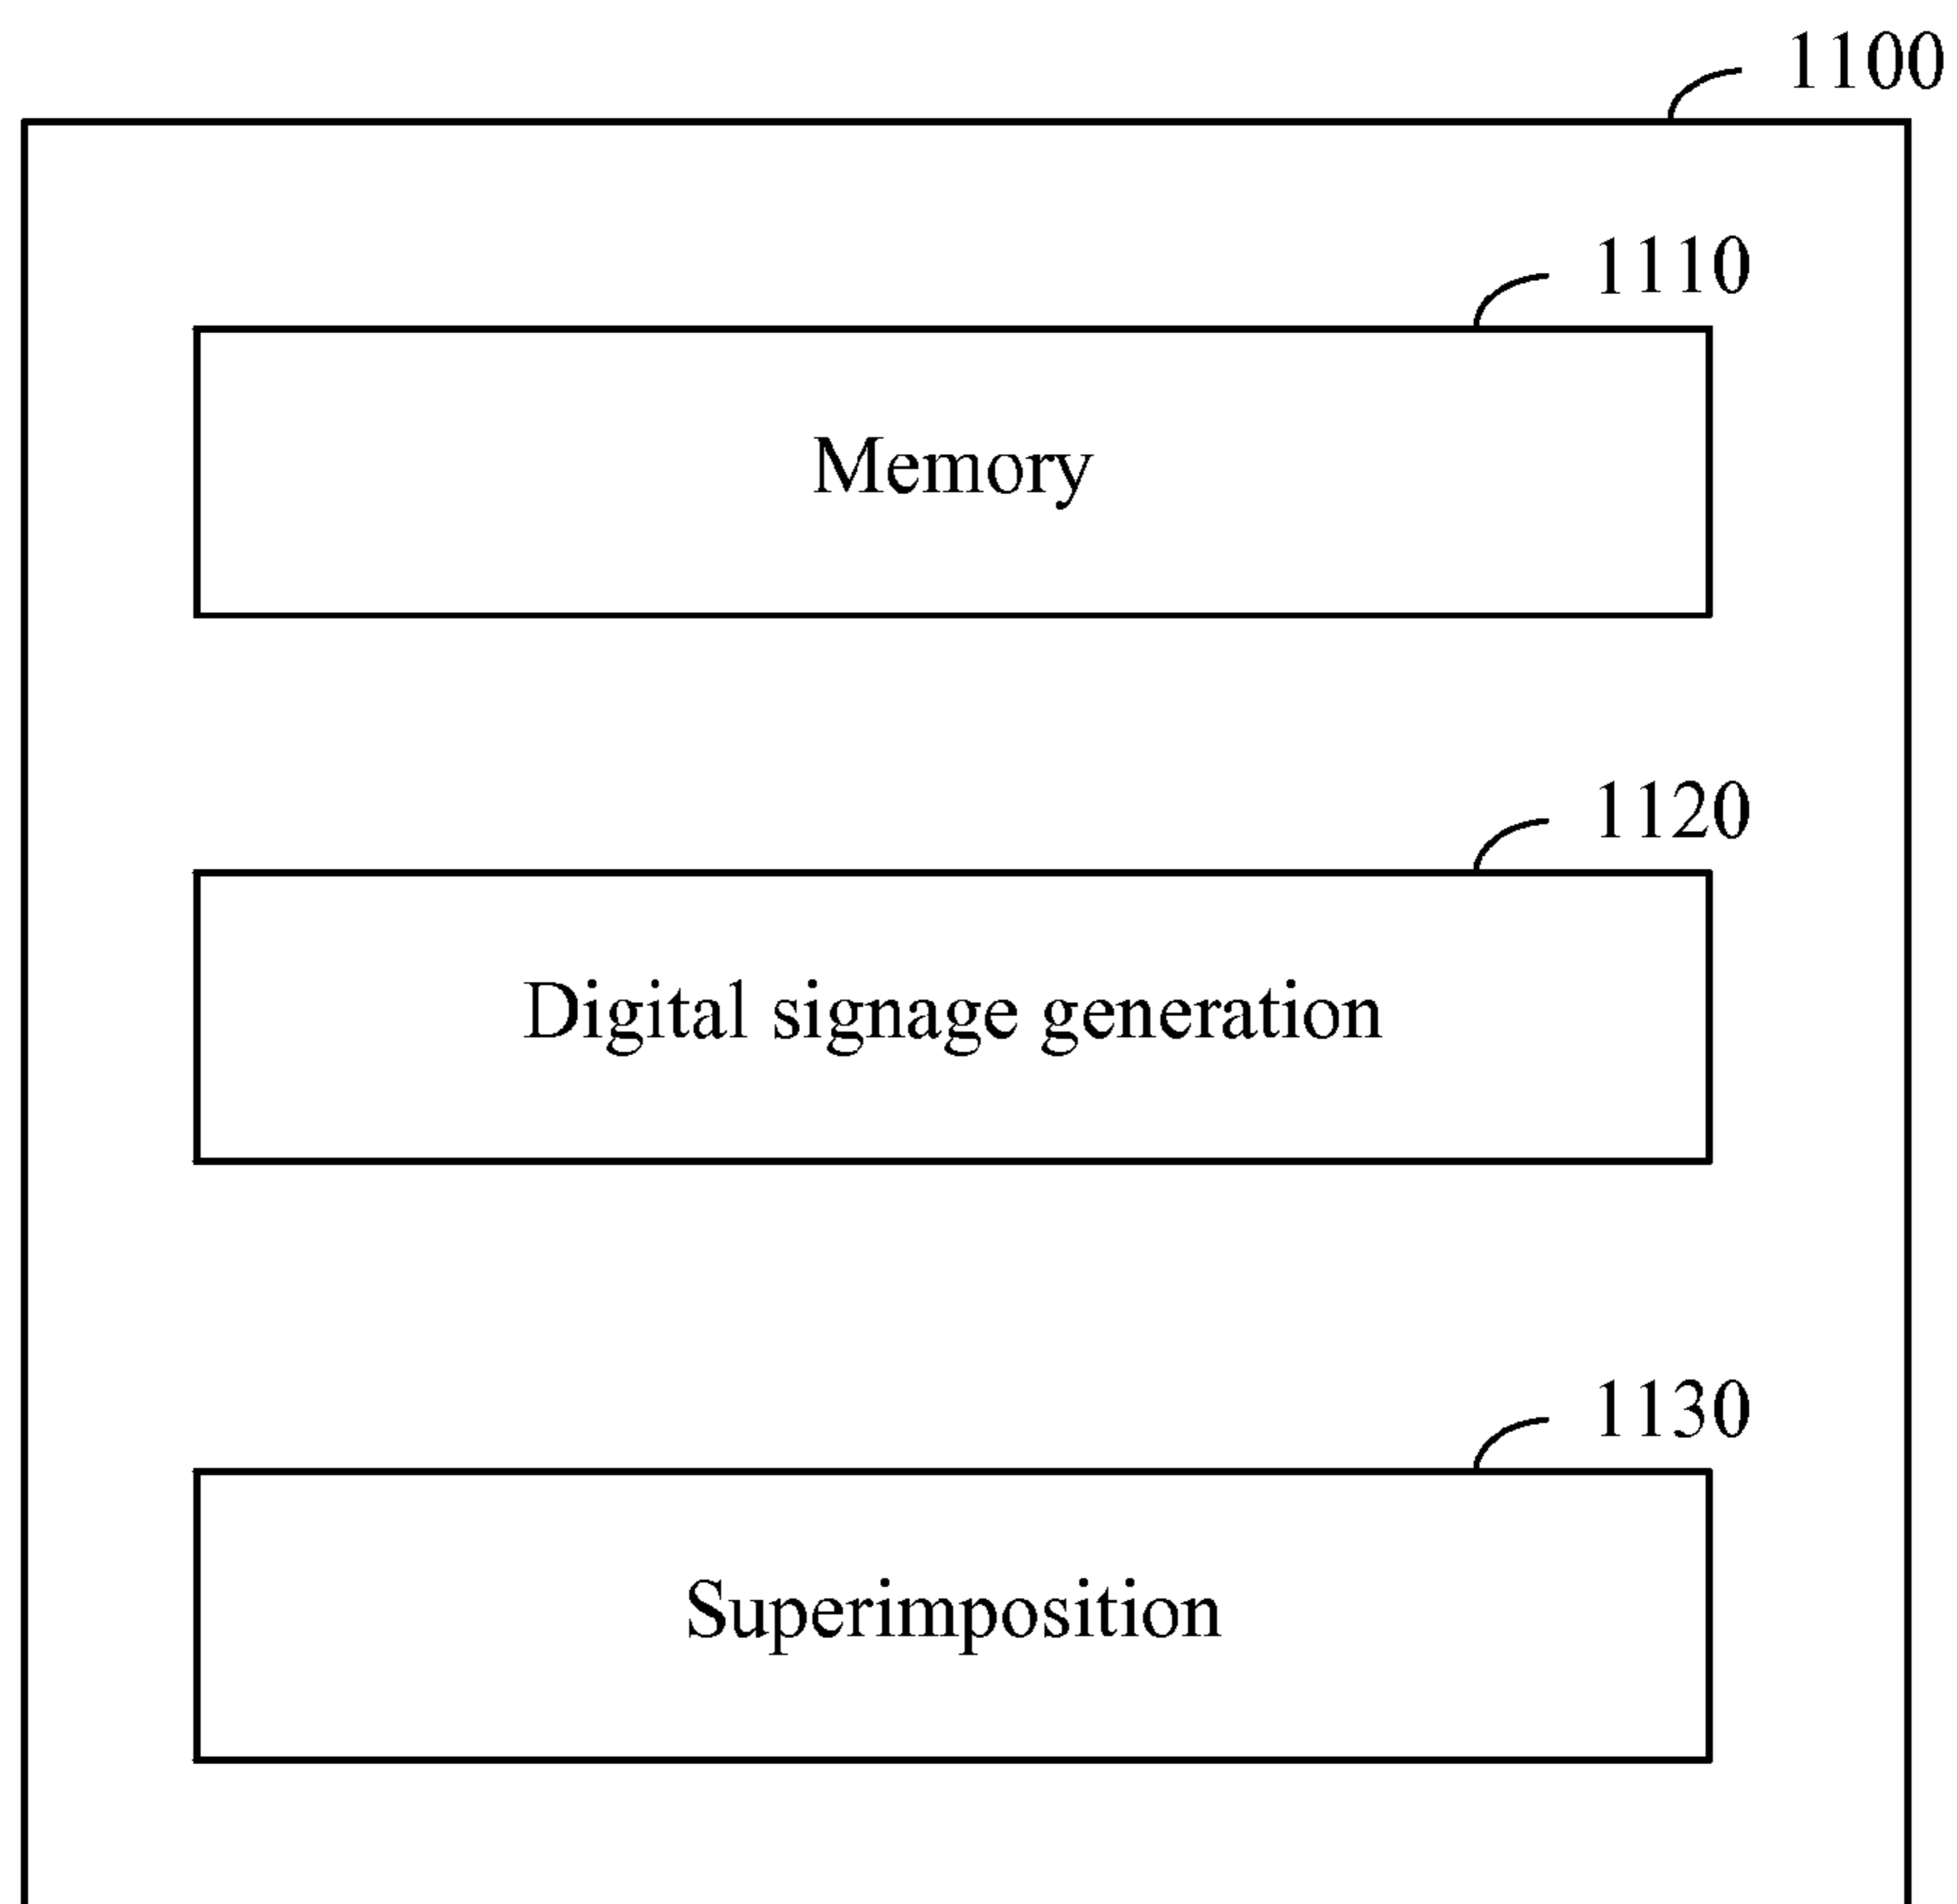 1100
1110
Memory
1120
Digital signage generation
1130
Superimposition